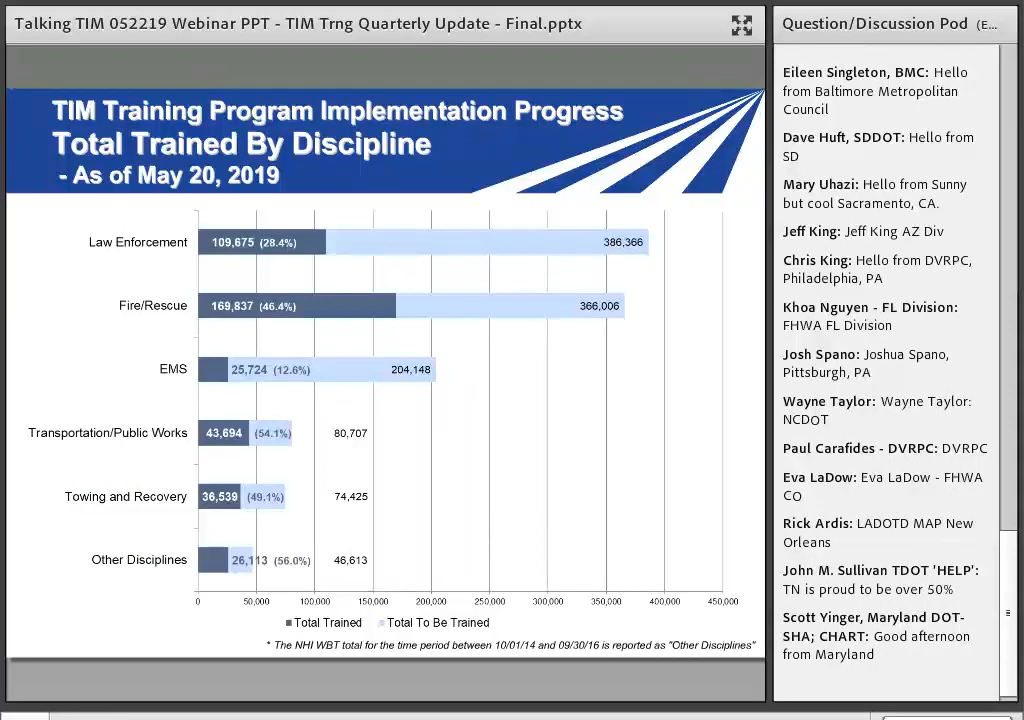 Talking TIM 052219 Webinar PPT - TIM Trng Quarterly Update - Final.pptx
TIM Training Program Implementation Progress
Total Trained By Discipline
- As of May 20, 2019
Law Enforcement 109,675 (28.4%) 386,366
Fire/Rescue 169,837 (46.4%) 366,006
EMS 25,724 (12.6%) 204,148
Transportation/Public Works 43,694 (54.1%) 80,707
Towing and Recovery 36,539 (49.1%) 74,425
Other Disciplines 26,113 (56.0%) 46,613
0 50,000 100,000 150,000 200,000 250,000 300,000 350,000 400,000 450,000
Total Trained Total To Be Trained
* The NHI WBT total for the time period between 10/01/14 and 09/30/16 is reported as "Other Disciplines"
Question/Discussion Pod (E...
Eileen Singleton, BMC: Hello
from Baltimore Metropolitan
Council
Dave Huft, SDDOT: Hello from
SD
Mary Uhazi: Hello from Sunny
but cool Sacramento, CA.
Jeff King: Jeff King AZ Div
Chris King: Hello from DVRPC,
Philadelphia, PA
Khoa Nguyen - FL Division:
FHWA FL Division
Josh Spano: Joshua Spano,
Pittsburgh, PA
Wayne Taylor: Wayne Taylor:
NCDOT
Paul Carafides - DVRPC: DVRPC
Eva LaDow: Eva LaDow - FHWA
CO
Rick Ardis: LADOTD MAP New
Orleans
John M. Sullivan TDOT 'HELP':
TN is proud to be over 50%
Scott Yinger, Maryland DOT-
SHA; CHART: Good afternoon
from Maryland